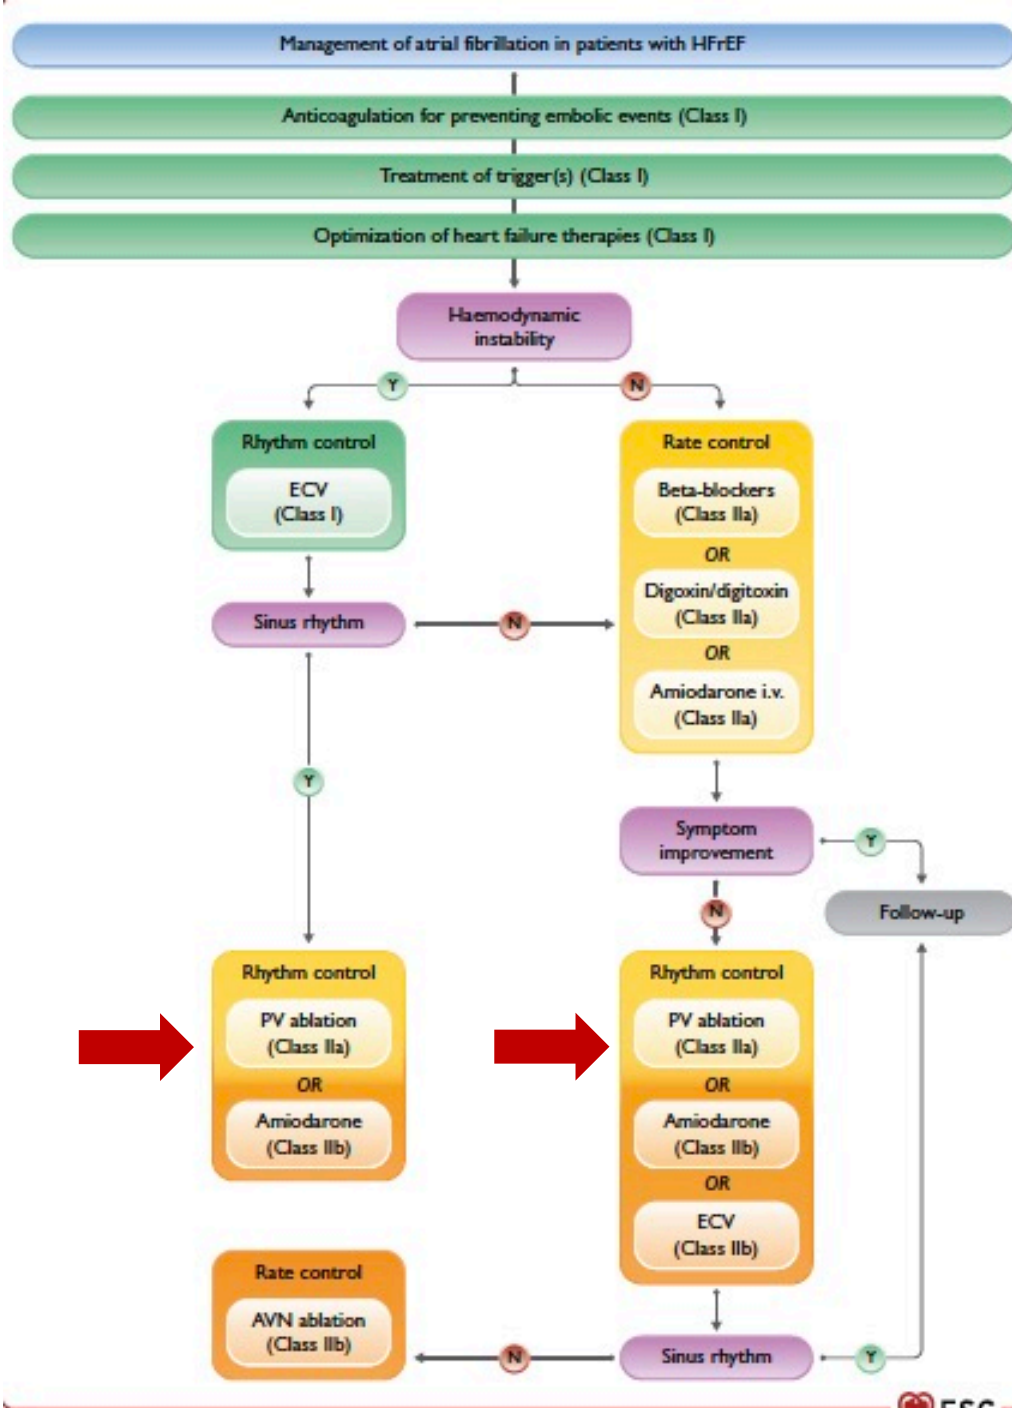 Management of atrial fibrillation in patients with HFrEF
Anticoagulation for preventing embolic events (Class I)
Treatment of trigger(s) (Class I)
Optimization of heart failure therapies (Class I)
Haemodynamic
instability
Y
N
Rhythm control
ECV
(Class I)
Rate control
Beta-blockers
(Class IIa)
OR
Digoxin/digitoxin
(Class IIa)
OR
Amiodarone i.v.
(Class IIa)
Sinus rhythm
N
Y
Symptom
improvement
Y
N
Follow-up
Rhythm control
PV ablation
(Class IIa)
OR
Amiodarone
(Class IIb)
Rhythm control
PV ablation
(Class IIa)
OR
Amiodarone
(Class IIb)
OR
ECV
(Class IIb)
Rate control
AVN ablation
(Class IIb)
N
Sinus rhythm
Y
ESC